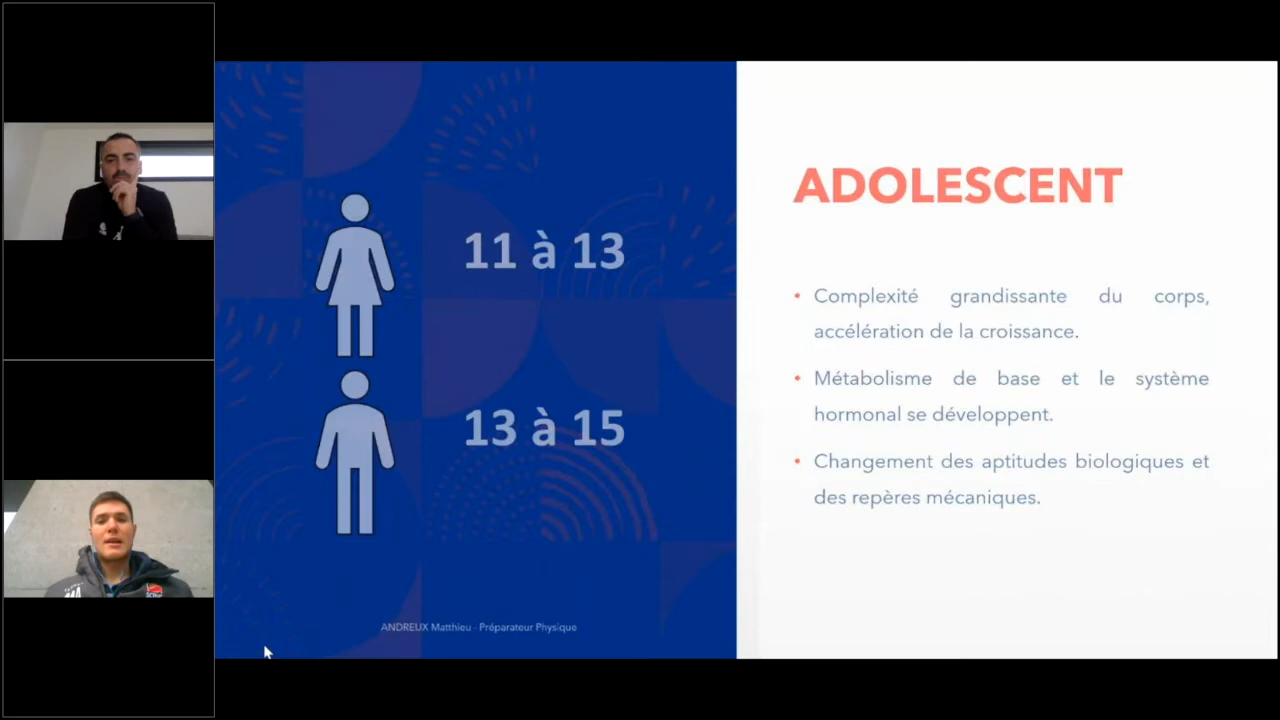 11 à 13
13 à 15
ANDREUX Matthieu - Préparateur Physique
ADOLESCENT
• Complexité grandissante du corps,
accélération de la croissance.
• Métabolisme de base et le système
hormonal se développent.
• Changement des aptitudes biologiques et
des repères mécaniques.